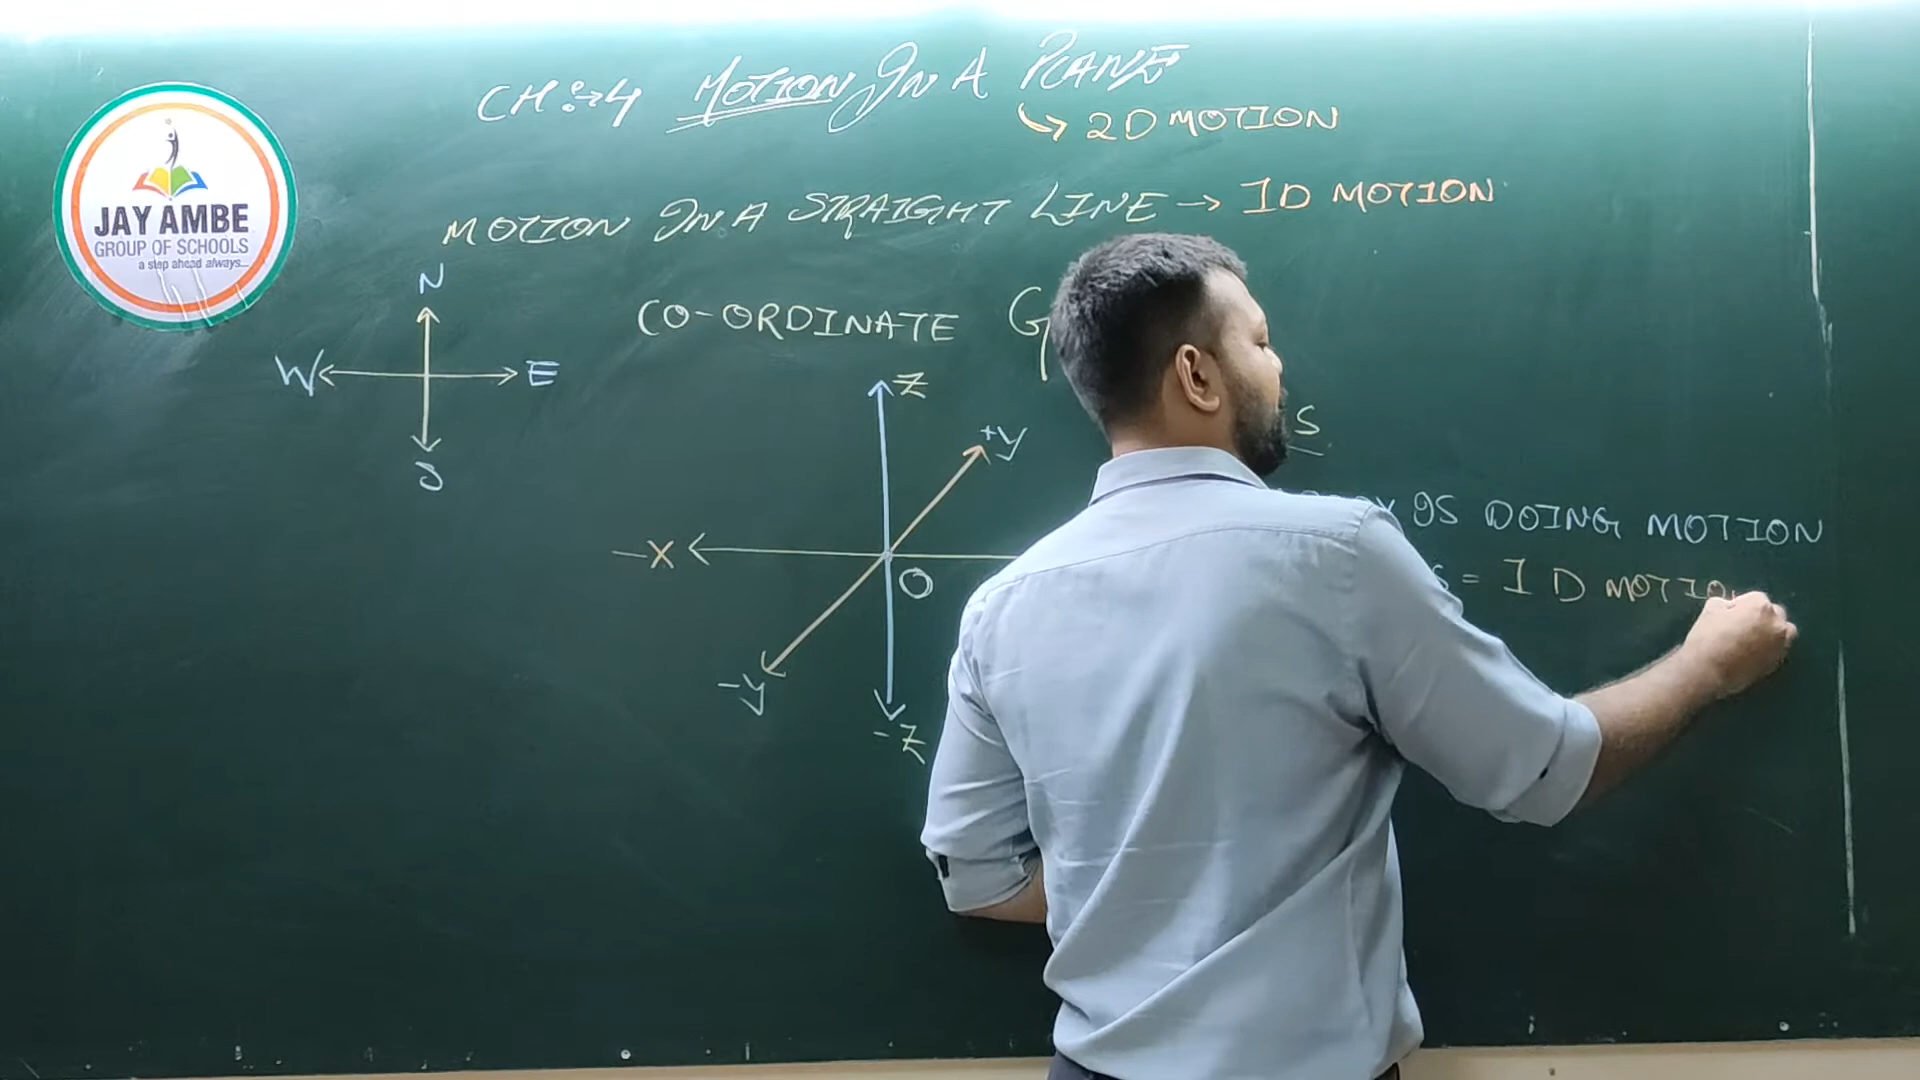 CH:→4 MOTION IN A PLANE
↳ 2D MOTION
JAY AMBE
GROUP OF SCHOOLS
a step ahead always...
MOTION IN A STRAIGHT LINE → 1D MOTION
N
W E
S
CO-ORDINATE G
Z
+y
S
IS DOING MOTION
-X
O
S = 1D MOTION
-y
-Z